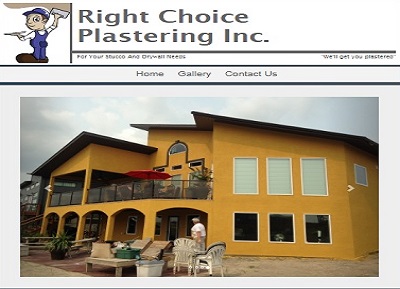 Right Choice
Plastering Inc.
For Your Stucco And Drywall Needs
"We'll get you plastered"
Home Gallery Contact Us